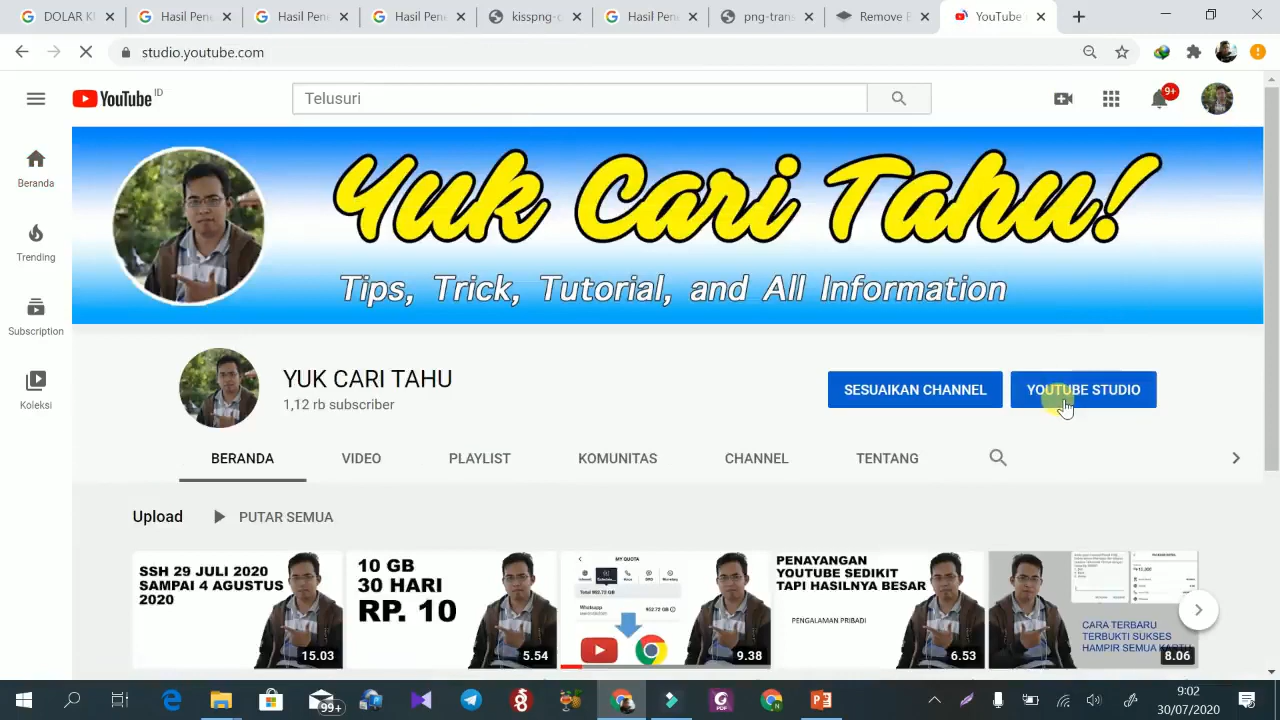 DOLAR K
Hasil Pene
Hasil Pen
Hasil Pen
kisspng-c
Hasil Pen
png-trans
Remove B
YouTube
studio.youtube.com
YouTube ID
Telusuri
9+
Beranda
Trending
Subscription
Koleksi
Yuk Cari Tahu!
Tips, Trick, Tutorial, and All Information
YUK CARI TAHU
1,12 rb subscriber
SESUAIKAN CHANNEL
YOUTUBE STUDIO
BERANDA
VIDEO
PLAYLIST
KOMUNITAS
CHANNEL
TENTANG
Upload
PUTAR SEMUA
SSH 29 JULI 2020
SAMPAI 4 AGUSTUS
2020
15.03
10 GB
30 HARI
RP. 10
5.54
MY QUOTA
9.38
PENAYANGAN
YOUTUBE SEDIKIT
TAPI HASILNYA BESAR
PENGALAMAN PRIBADI
6.53
CARA TERBARU
TERBUKTI SUKSES
HAMPIR SEMUA
8.06
99+
9:02
30/07/2020